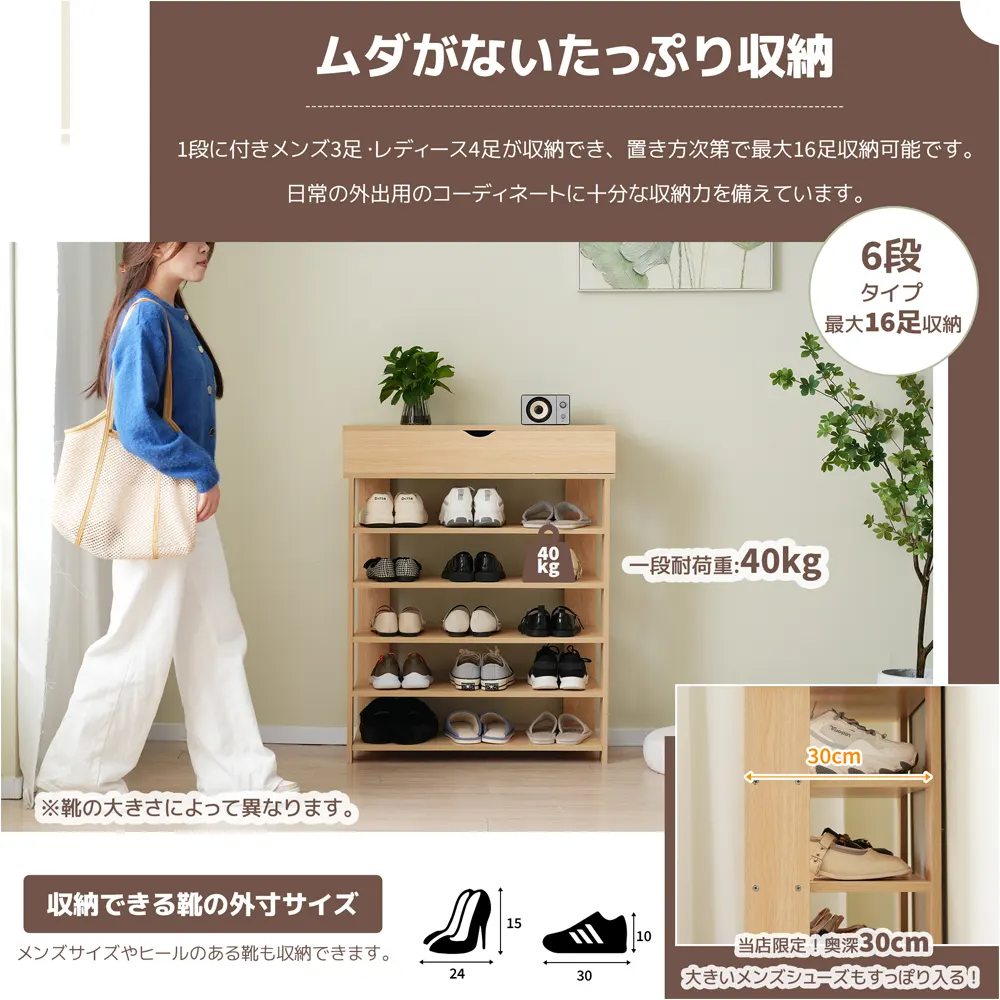 ムダがないたっぷり収納
1段に付きメンズ3足・レディース4足が収納でき、置き方次第で最大16足収納可能です。
日常の外出用のコーディネートに十分な収納力を備えています。
6段
タイプ
最大16足収納
40
kg
一段耐荷重:40kg
※靴の大きさによって異なります。
30cm
当店限定！奥深30cm
大きいメンズシューズもすっぽり入る！
収納できる靴の外寸サイズ
メンズサイズやヒールのある靴も収納できます。
15
24
10
30